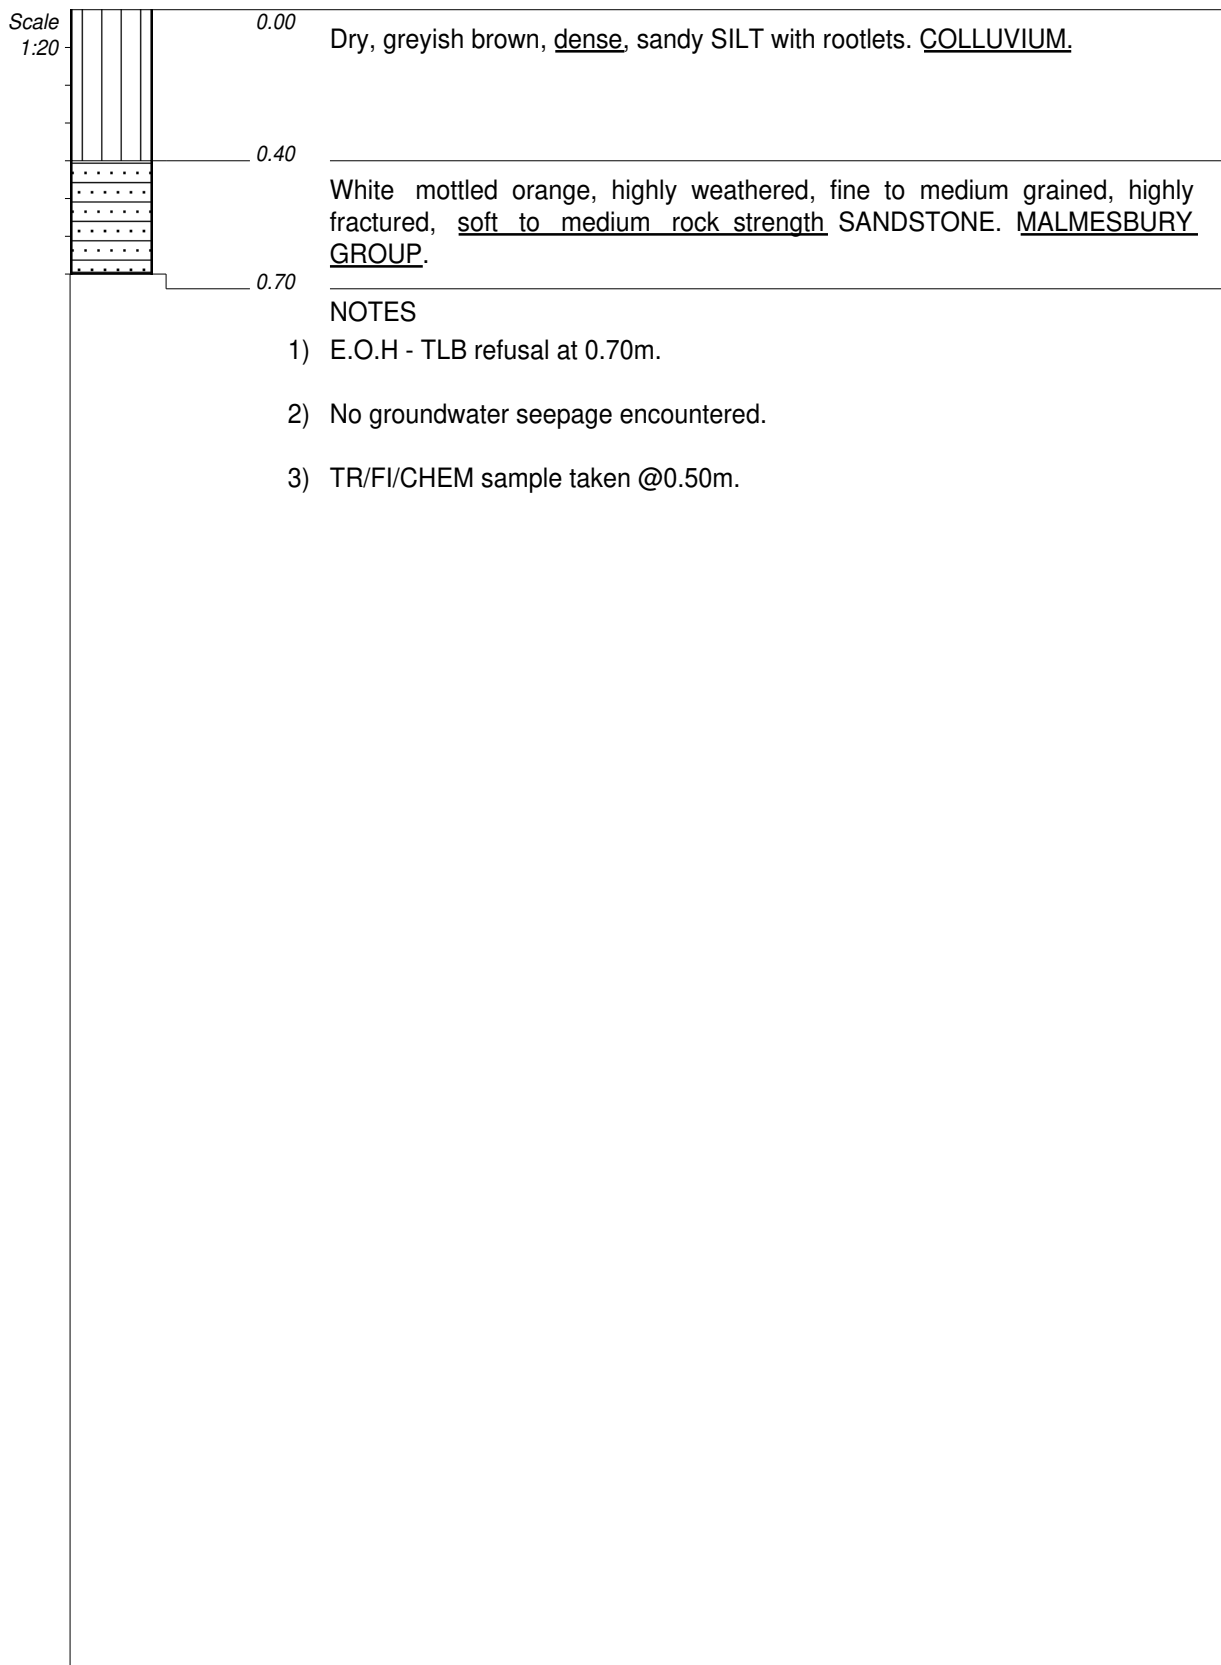 Scale
1:20
0.00
Dry, greyish brown, dense, sandy SILT with rootlets. COLLUVIUM.
0.40
White mottled orange, highly weathered, fine to medium grained, highly
fractured, soft to medium rock strength SANDSTONE. MALMESBURY
GROUP.
0.70
NOTES
1) E.O.H - TLB refusal at 0.70m.
2) No groundwater seepage encountered.
3) TR/FI/CHEM sample taken @0.50m.